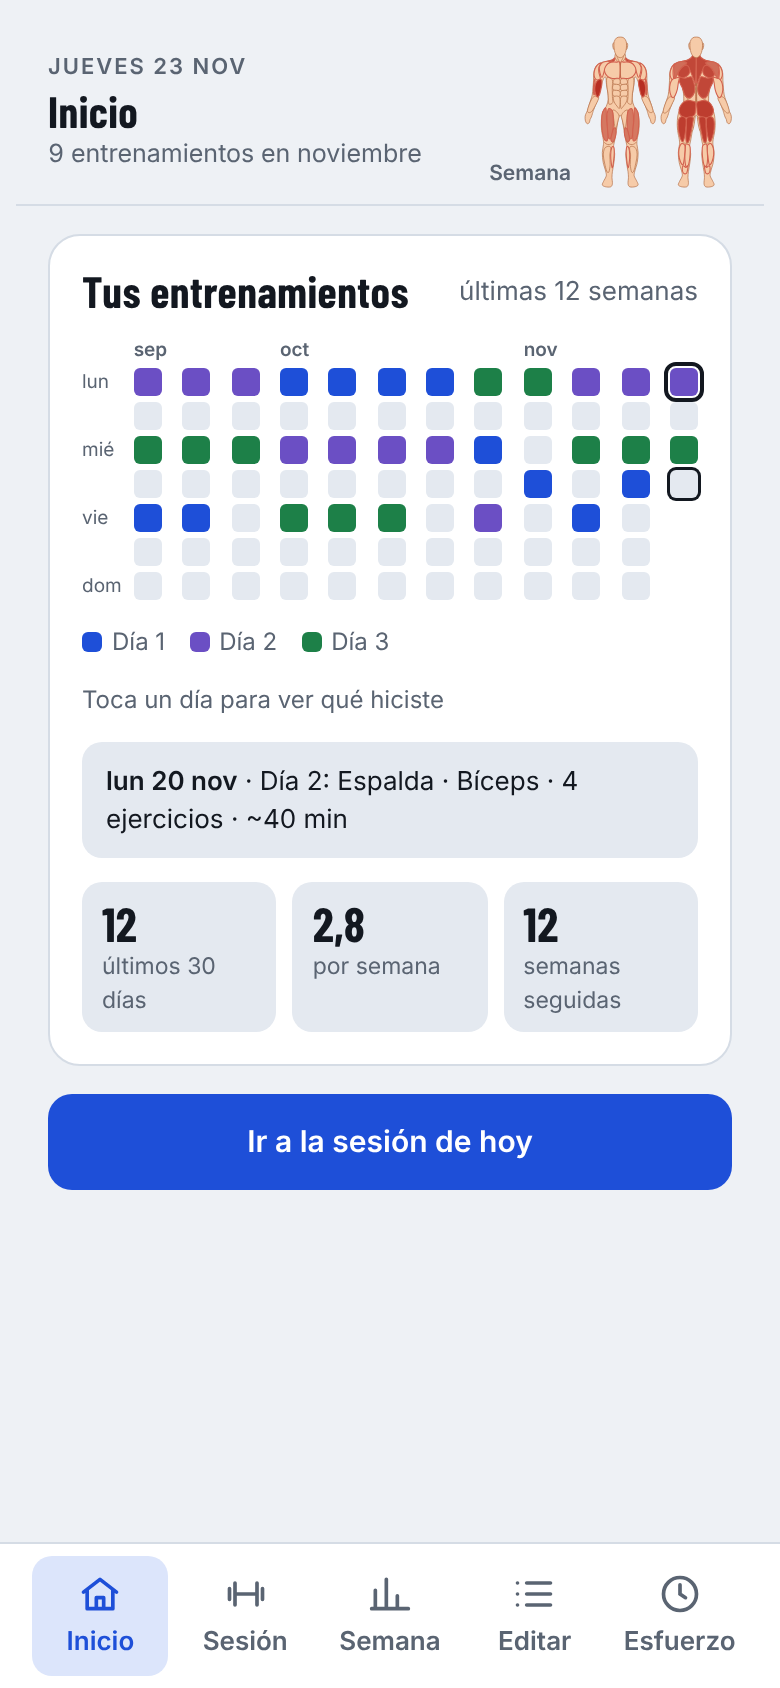 JUEVES 23 NOV
Inicio
9 entrenamientos en noviembre
Semana
Tus entrenamientos
últimas 12 semanas
sep oct nov
lun
mié
vie
dom
Día 1 Día 2 Día 3
Toca un día para ver qué hiciste
lun 20 nov · Día 2: Espalda · Bíceps · 4
ejercicios · ~40 min
12
últimos 30
días
2,8
por semana
12
semanas
seguidas
Ir a la sesión de hoy
Inicio Sesión Semana Editar Esfuerzo